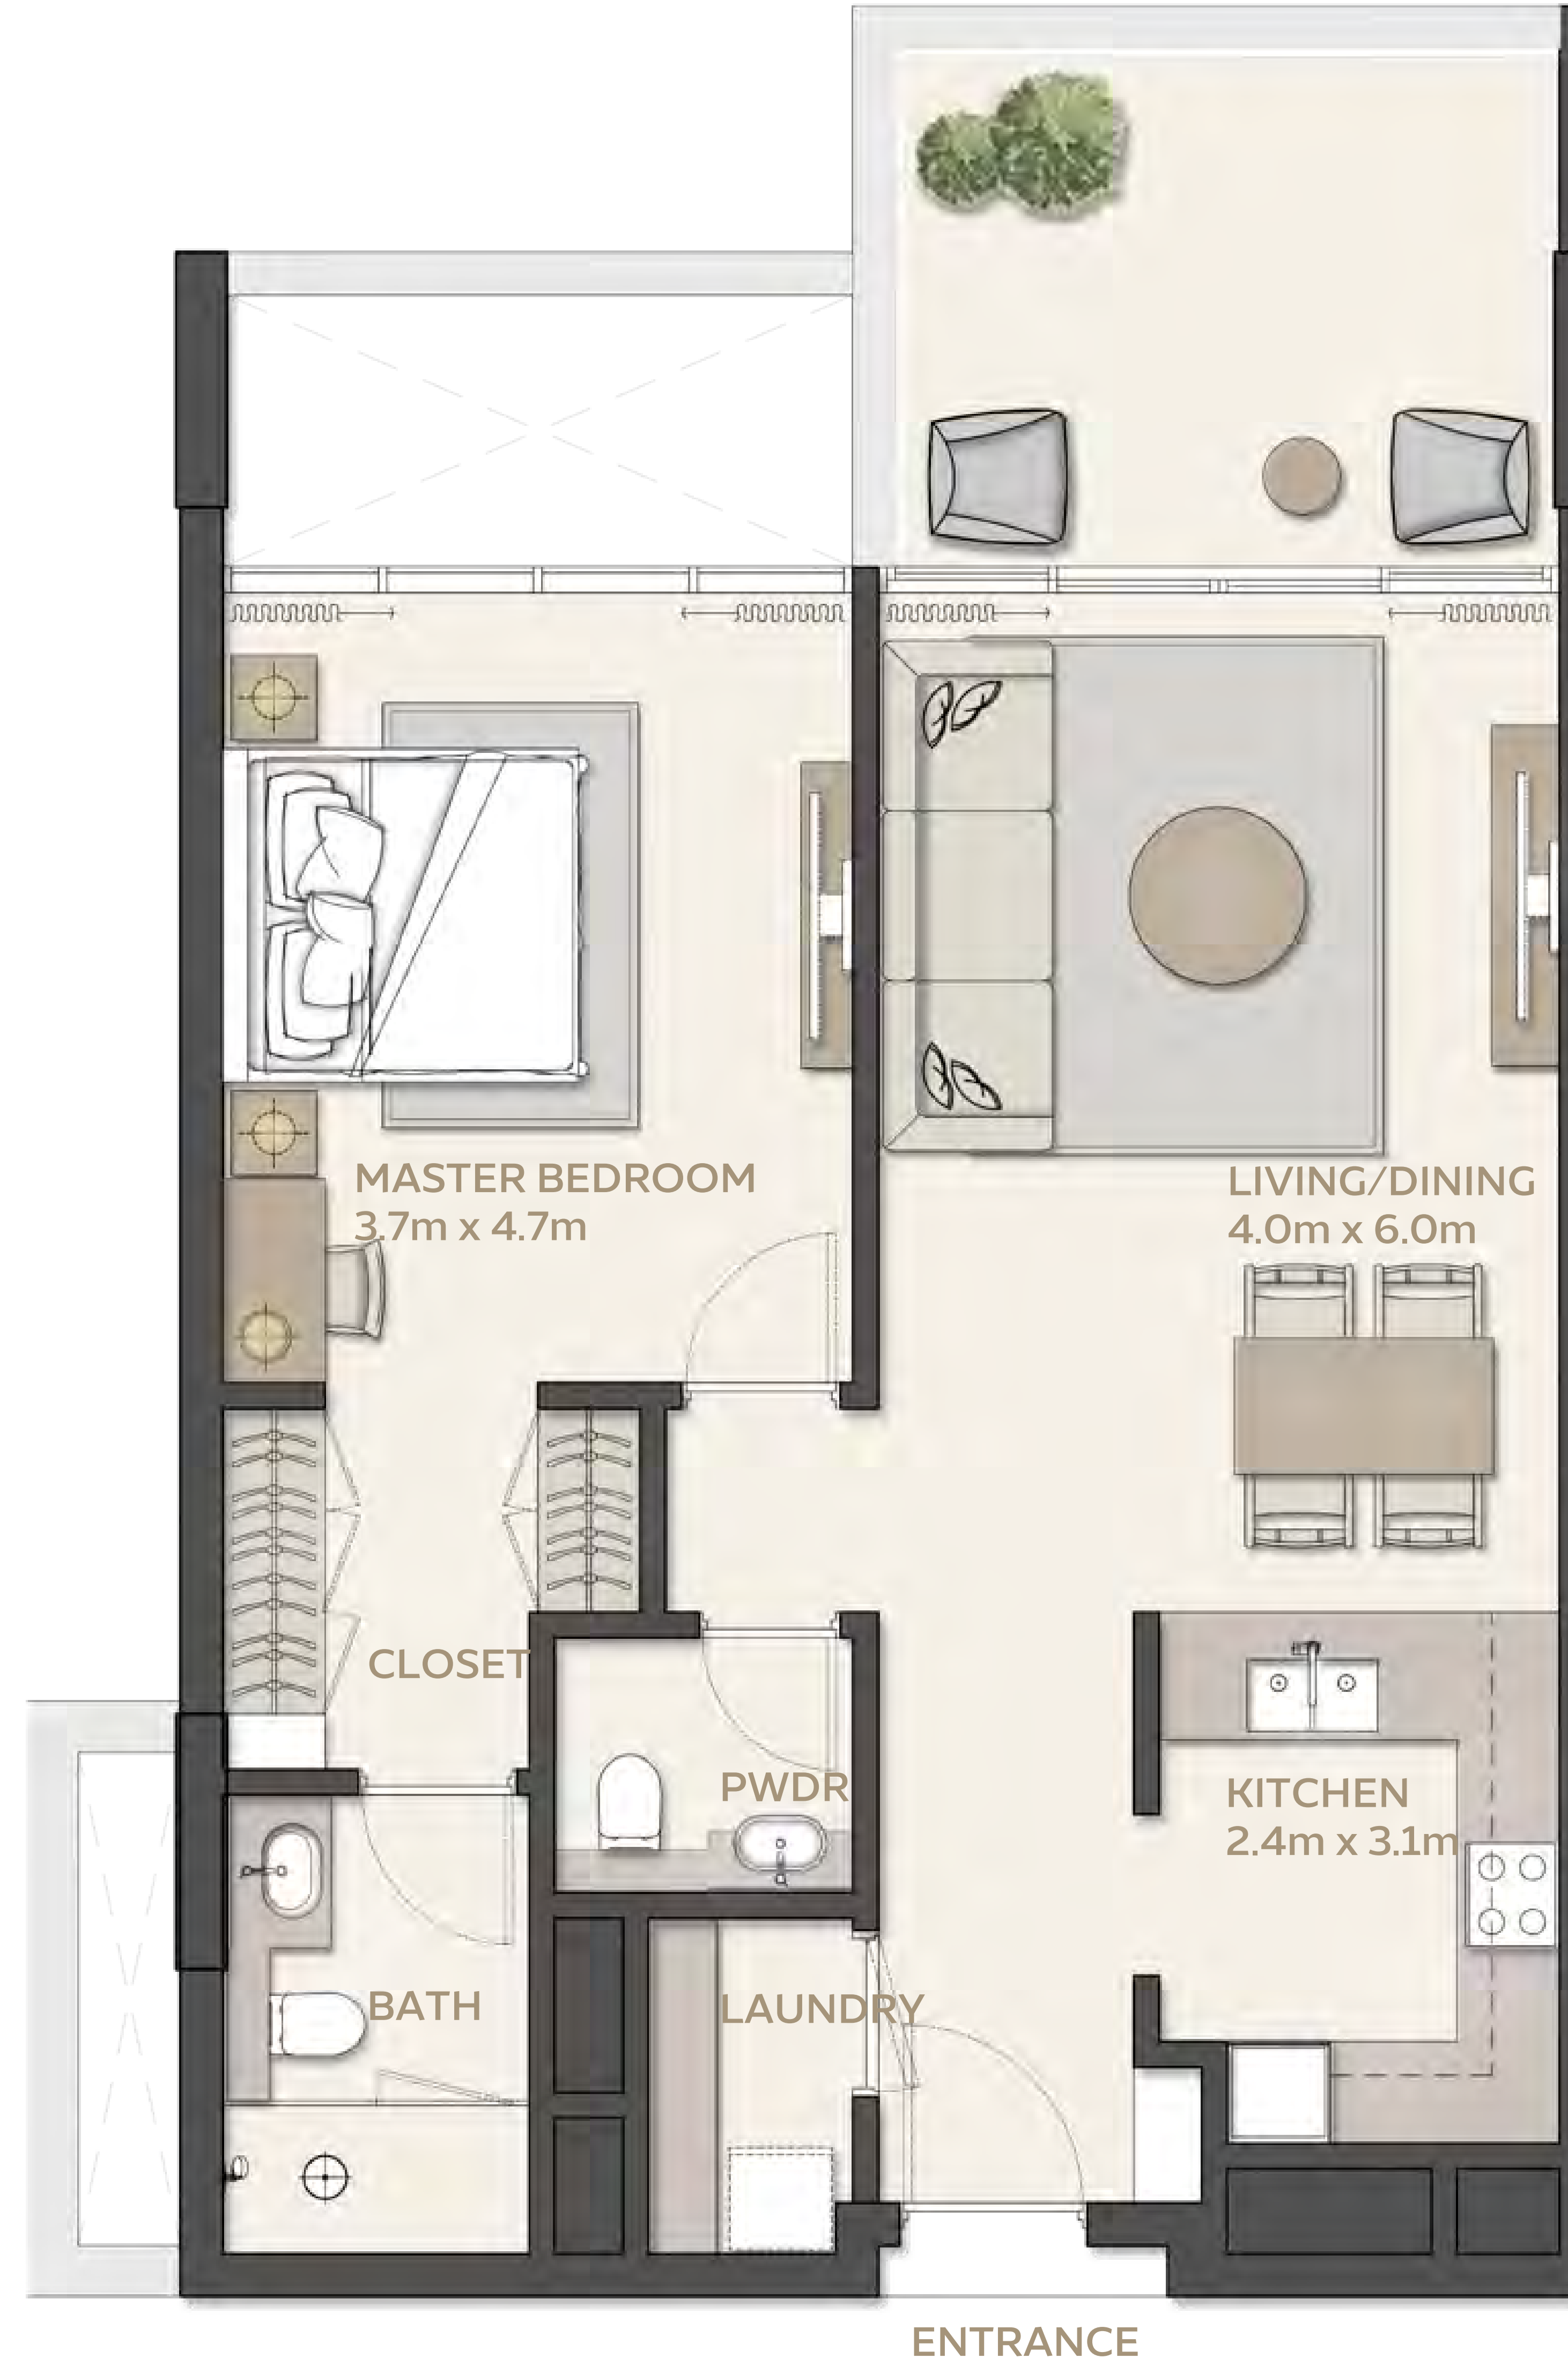 MASTER BEDROOM
3.7m x 4.7m
LIVING/DINING
4.0m x 6.0m
CLOSET
PWDR
KITCHEN
2.4m x 3.1m
BATH
LAUNDRY
ENTRANCE